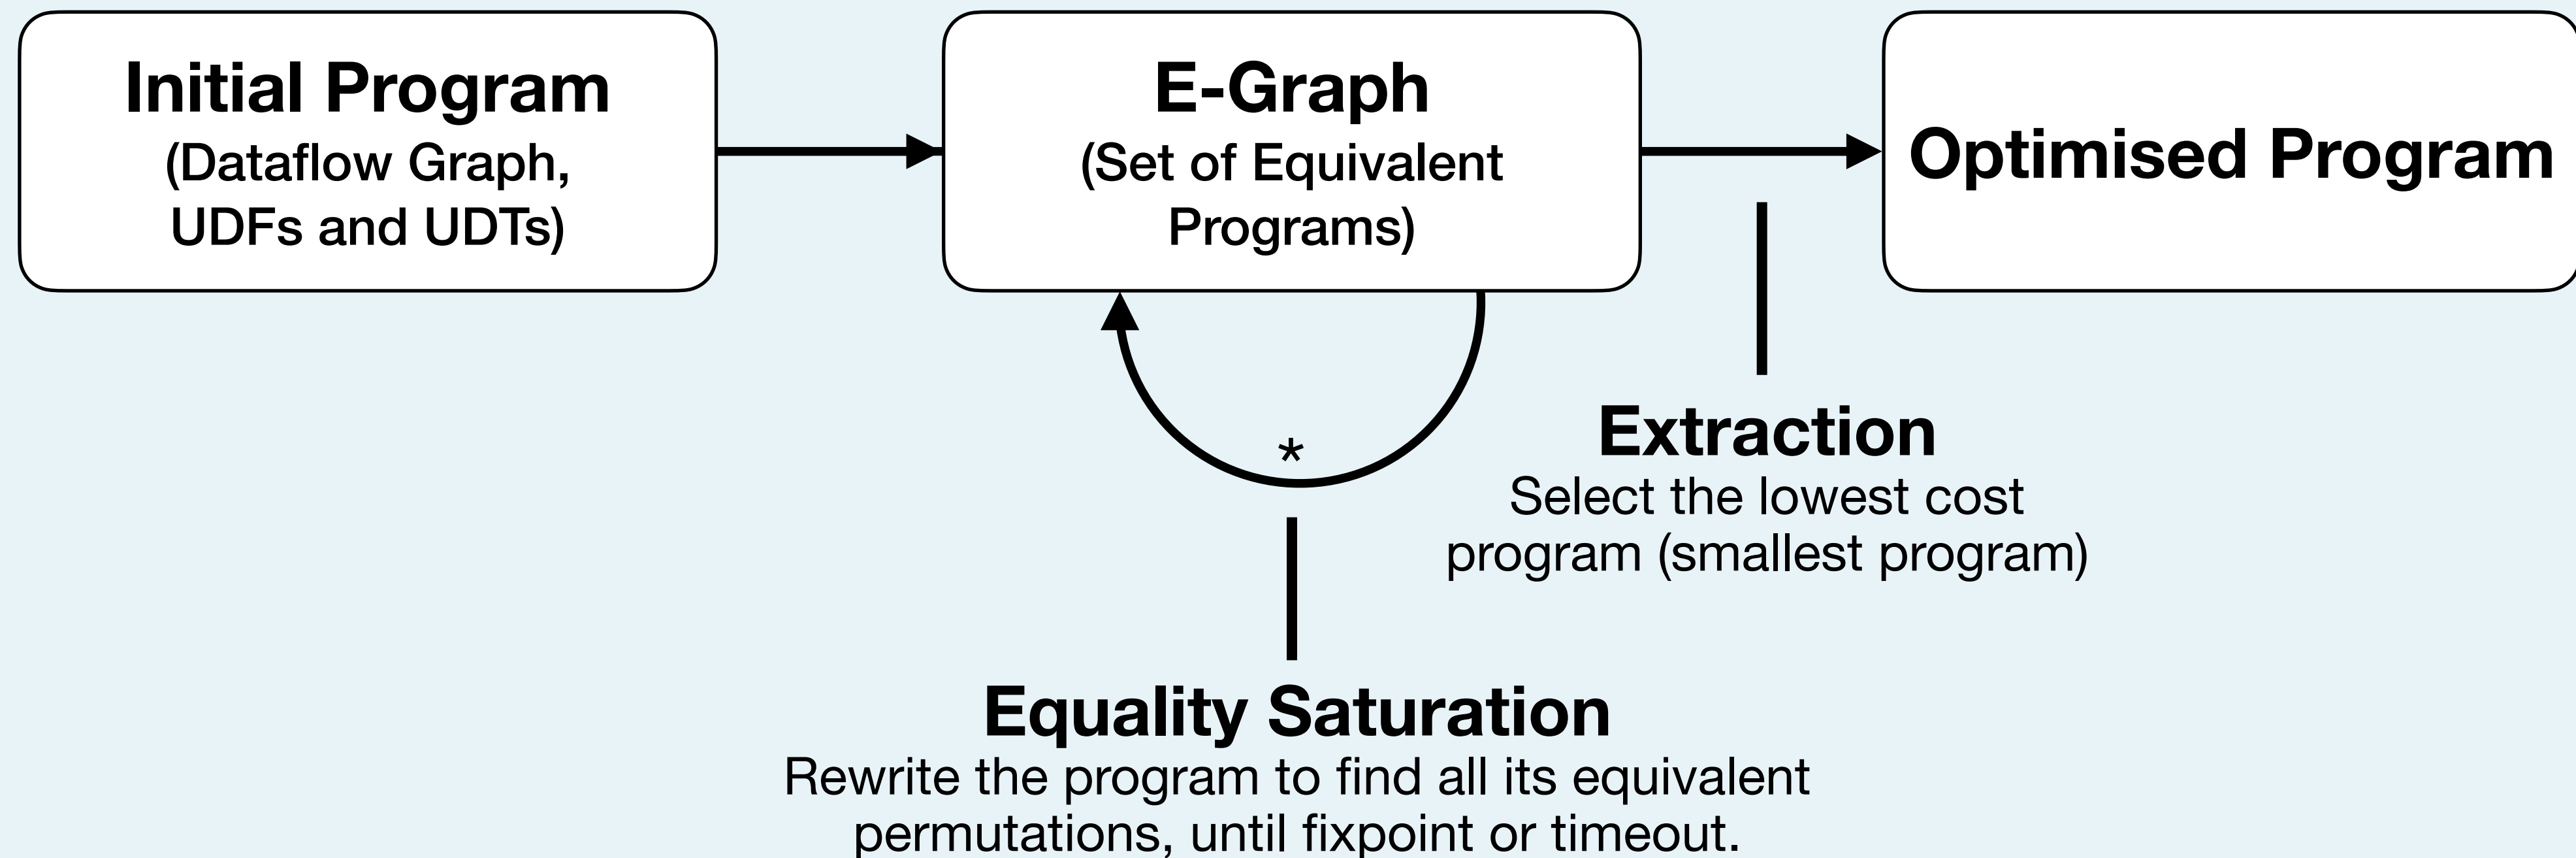 Initial Program
(Dataflow Graph,
UDFs and UDTs)
E-Graph
(Set of Equivalent
Programs)
Optimised Program
*
Extraction
Select the lowest cost
program (smallest program)
Equality Saturation
Rewrite the program to find all its equivalent
permutations, until fixpoint or timeout.